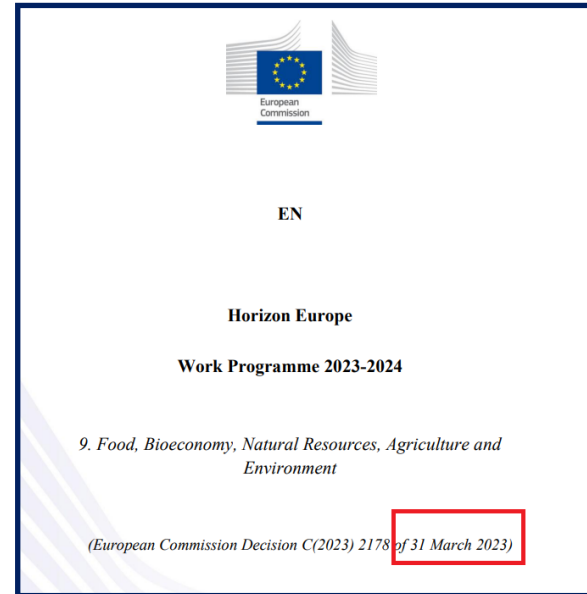 European
Commission
EN
Horizon Europe
Work Programme 2023-2024
9. Food, Bioeconomy, Natural Resources, Agriculture and
Environment
(European Commission Decision C(2023) 2178 of 31 March 2023)